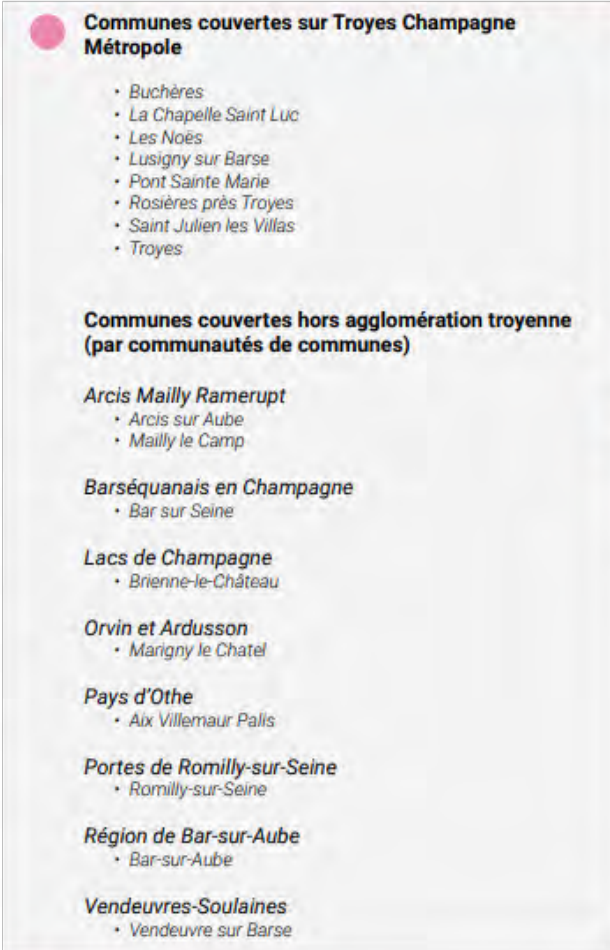 Communes couvertes sur Troyes Champagne
Métropole
• Buchères
• La Chapelle Saint Luc
• Les Noës
• Lusigny sur Barse
• Pont Sainte Marie
• Rosières près Troyes
• Saint Julien les Villas
• Troyes
Communes couvertes hors agglomération troyenne
(par communautés de communes)
Arcis Mailly Ramerupt
• Arcis sur Aube
• Mailly le Camp
Barséquanais en Champagne
• Bar sur Seine
Lacs de Champagne
• Brienne-le-Château
Orvin et Ardusson
• Marigny le Chatel
Pays d'Othe
• Aix Villemaur Palis
Portes de Romilly-sur-Seine
• Romilly-sur-Seine
Région de Bar-sur-Aube
• Bar-sur-Aube
Vendeuvres-Soulaines
• Vendeuvre sur Barse